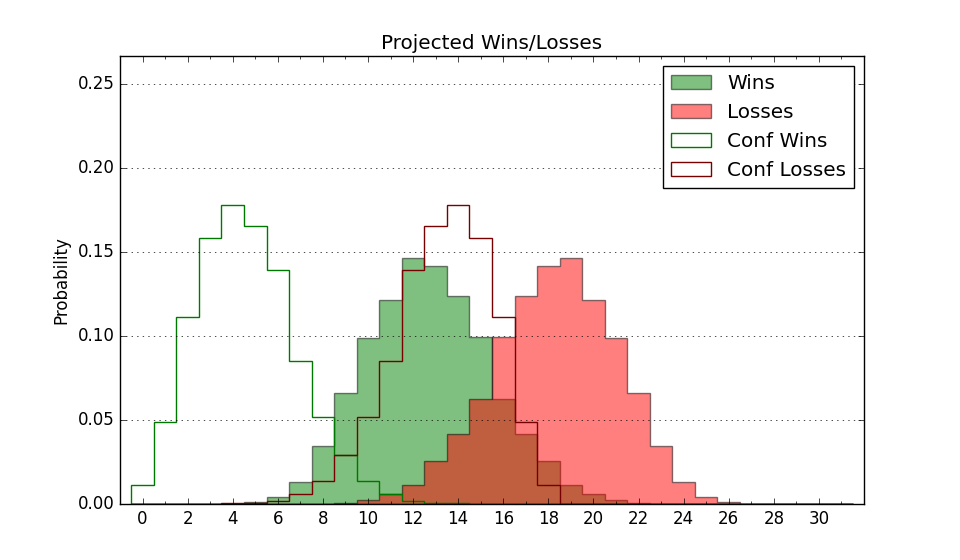 Projected Wins/Losses
Wins
Losses
Conf Wins
Conf Losses
Probability
0.25
0.20
0.15
0.10
0.05
0.00
0 2 4 6 8 10 12 14 16 18 20 22 24 26 28 30